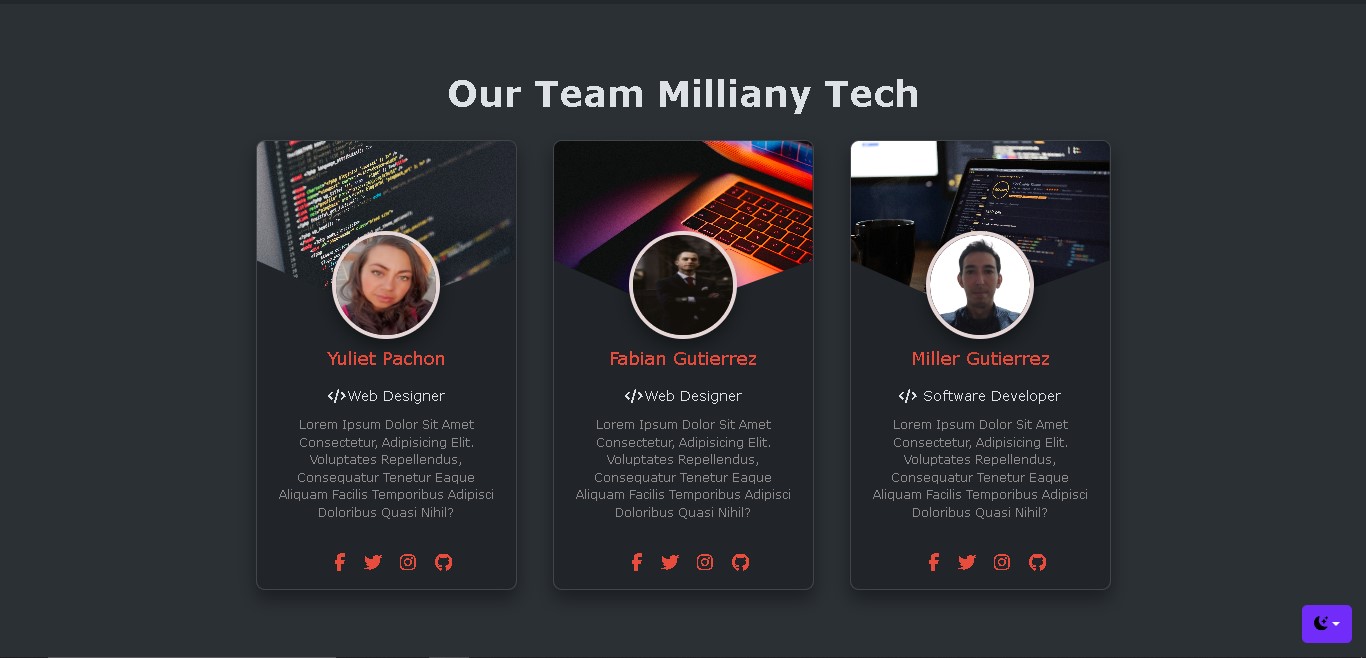 Our Team Milliany Tech
Yuliet Pachon
</>Web Designer
Lorem Ipsum Dolor Sit Amet
Consectetur, Adipisicing Elit.
Voluptates Repellendus,
Consequatur Tenetur Eaque
Aliquam Facilis Temporibus Adipisci
Doloribus Quasi Nihil?
Fabian Gutierrez
</>Web Designer
Lorem Ipsum Dolor Sit Amet
Consectetur, Adipisicing Elit.
Voluptates Repellendus,
Consequatur Tenetur Eaque
Aliquam Facilis Temporibus Adipisci
Doloribus Quasi Nihil?
Miller Gutierrez
</> Software Developer
Lorem Ipsum Dolor Sit Amet
Consectetur, Adipisicing Elit.
Voluptates Repellendus,
Consequatur Tenetur Eaque
Aliquam Facilis Temporibus Adipisci
Doloribus Quasi Nihil?